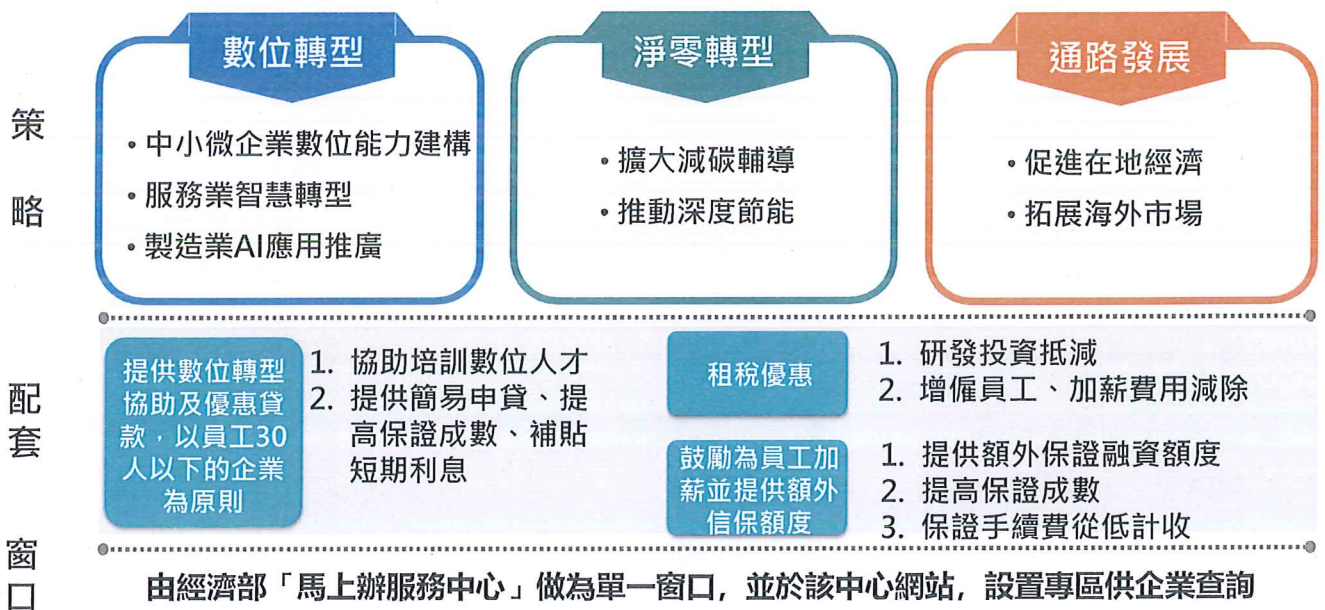 策略
數位轉型
• 中小微企業數位能力建構
• 服務業智慧轉型
• 製造業AI應用推廣
淨零轉型
• 擴大減碳輔導
• 推動深度節能
通路發展
• 促進在地經濟
• 拓展海外市場
配套
提供數位轉型
協助及優惠貸
款，以員工30
人以下的企業
為原則
1. 協助培訓數位人才
2. 提供簡易申貸、提
高保證成數、補貼
短期利息
租稅優惠
1. 研發投資抵減
2. 增僱員工、加薪費用減除
鼓勵為員工加
薪並提供額外
信保額度
1. 提供額外保證融資額度
2. 提高保證成數
3. 保證手續費從低計收
窗口
由經濟部「馬上辦服務中心」做為單一窗口，並於該中心網站，設置專區供企業查詢